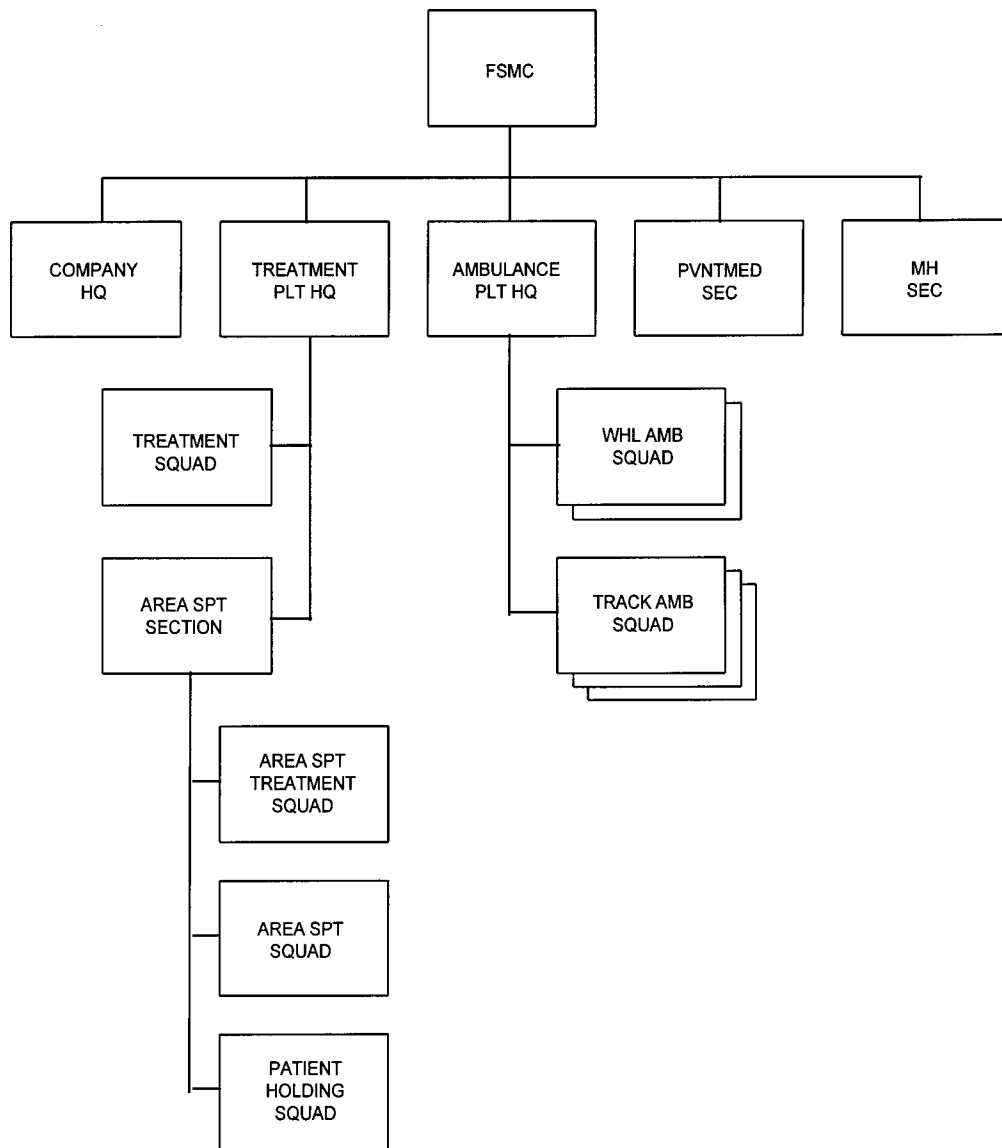 FSMC
COMPANY
HQ
TREATMENT
PLT HQ
AMBULANCE
PLT HQ
PVNTMED
SEC
MH
SEC
TREATMENT
SQUAD
WHL AMB
SQUAD
AREA SPT
SECTION
TRACK AMB
SQUAD
AREA SPT
TREATMENT
SQUAD
AREA SPT
SQUAD
PATIENT
HOLDING
SQUAD